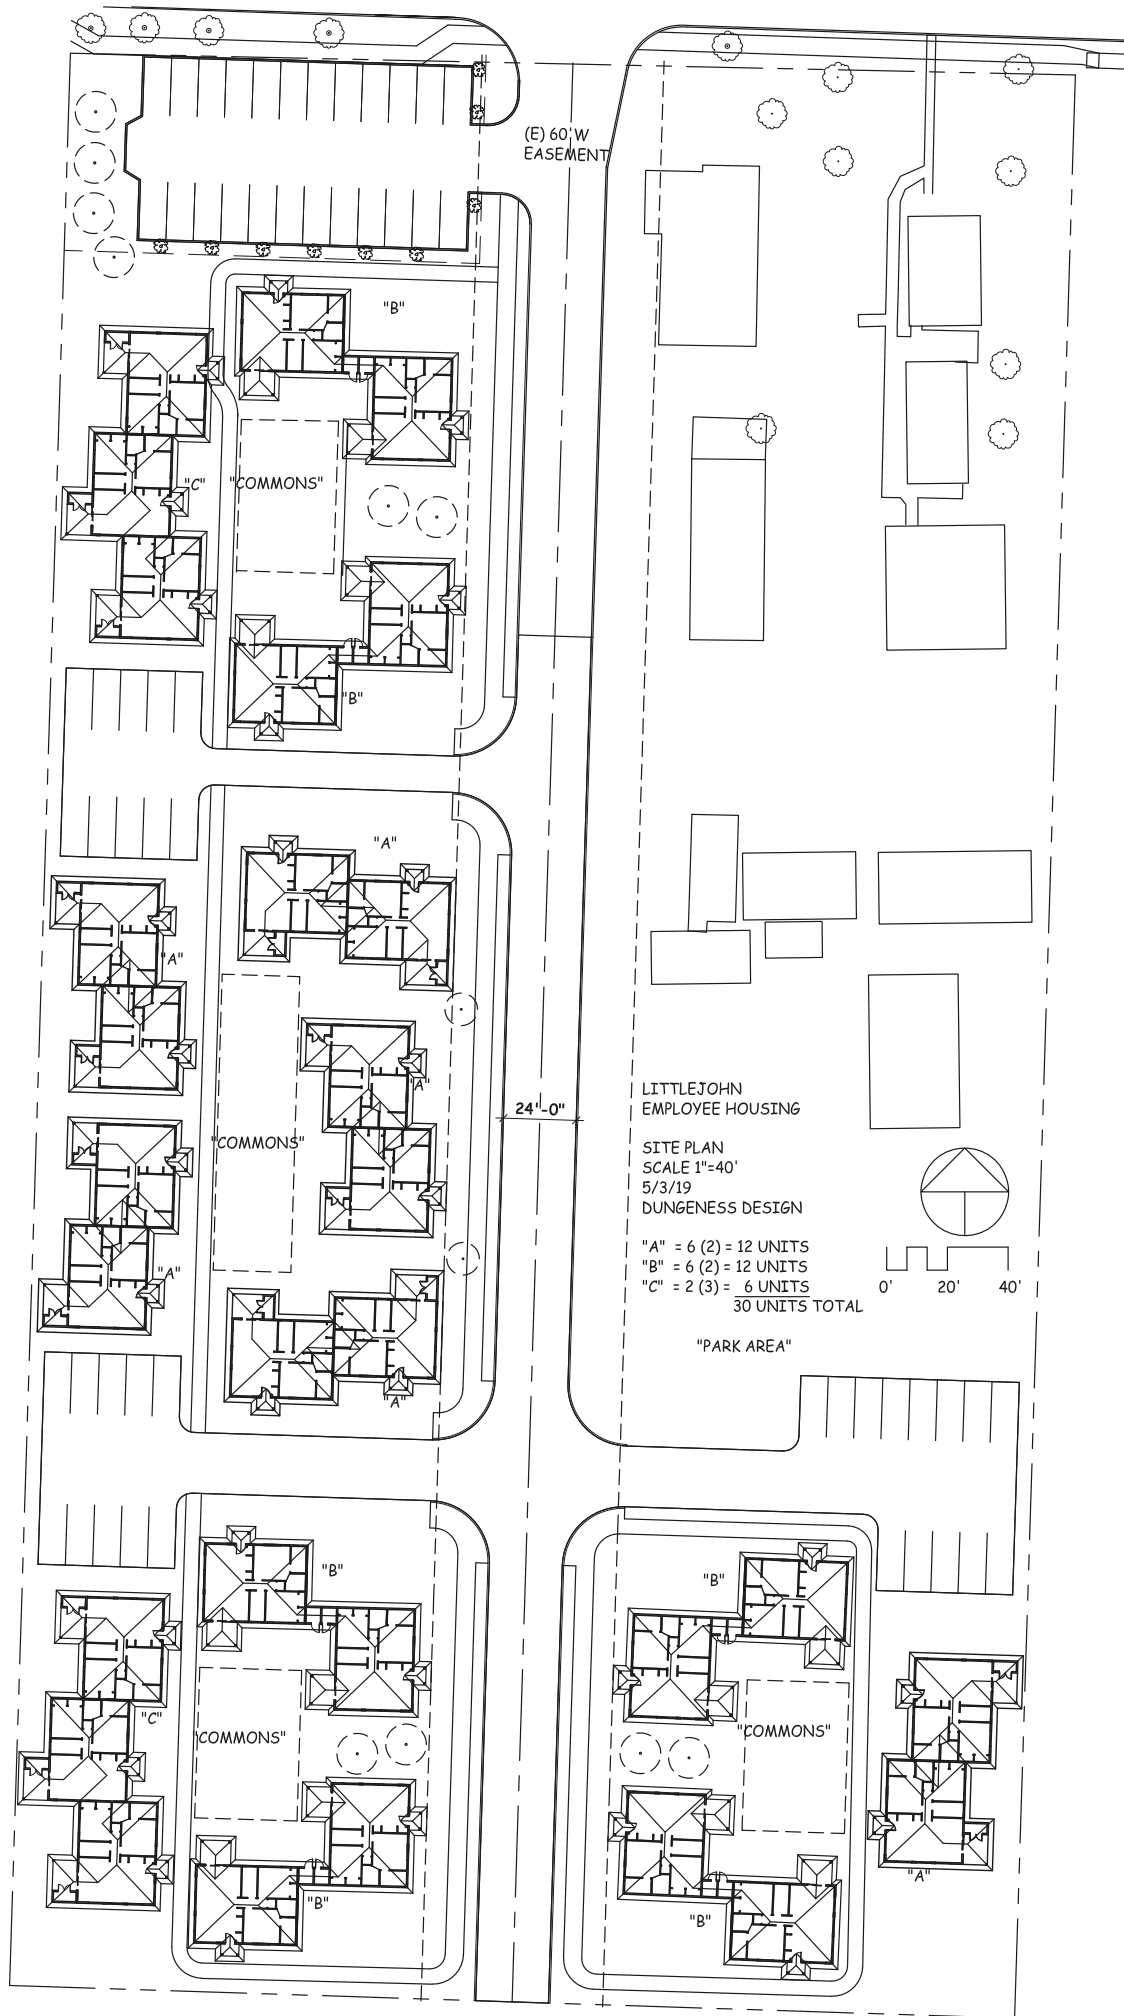 (E) 60'W
EASEMENT
"B"
"C"
"COMMONS"
"B"
"A"
"A"
"A"
24'-0"
"COMMONS"
"A"
"A"
LITTLEJOHN
EMPLOYEE HOUSING
SITE PLAN
SCALE 1"=40'
5/3/19
DUNGENESS DESIGN
"A" = 6 (2) = 12 UNITS
"B" = 6 (2) = 12 UNITS
"C" = 2 (3) = 6 UNITS
30 UNITS TOTAL
0' 20' 40'
"PARK AREA"
"B"
"B"
"C"
"COMMONS"
"COMMONS"
"A"
"B"
"B"